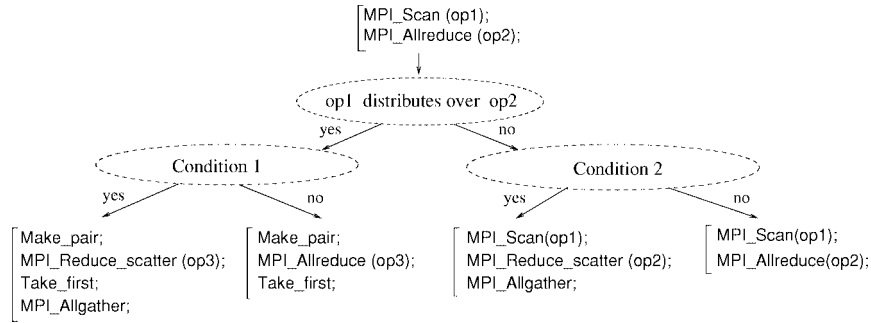 MPI_Scan (op1);
MPI_Allreduce (op2);
op1 distributes over op2
yes
no
Condition 1
Condition 2
yes
no
yes
no
Make_pair;
MPI_Reduce_scatter (op3);
Take_first;
MPI_Allgather;
Make_pair;
MPI_Allreduce (op3);
Take_first;
MPI_Scan(op1);
MPI_Reduce_scatter (op2);
MPI_Allgather;
MPI_Scan(op1);
MPI_Allreduce(op2);